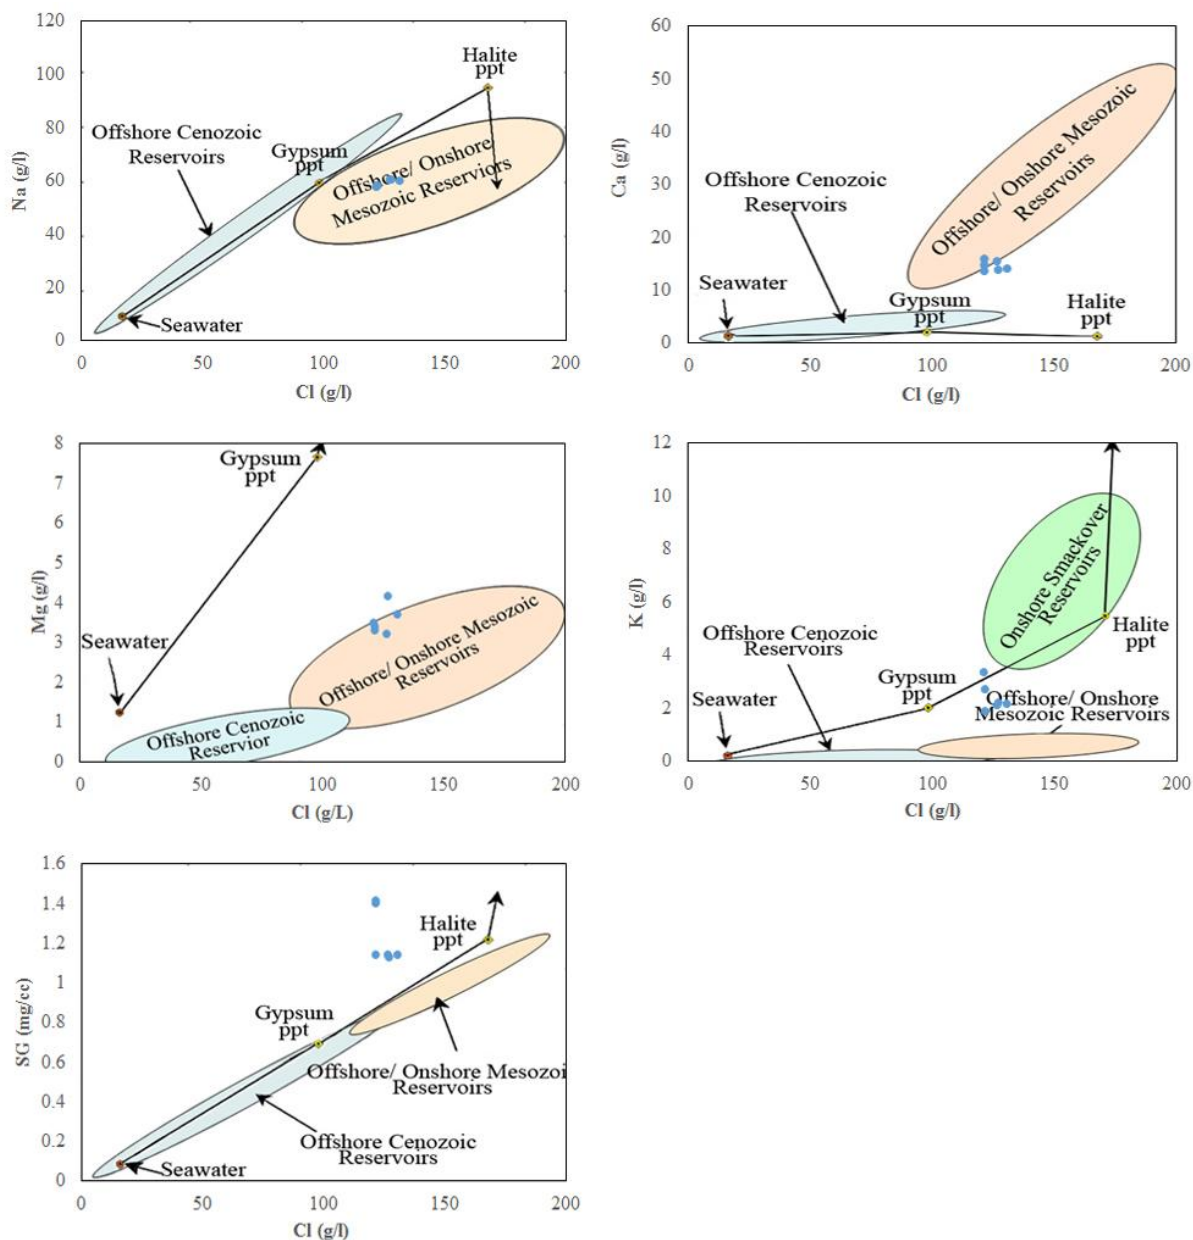 120
100
80
60
40
20
0
Na (g/l)
0 50 100 150 200
Cl (g/l)
Halite
ppt
Offshore Cenozoic
Reservoirs
Gypsum
ppt
Offshore/ Onshore
Mesozoic Reserviors
Seawater
60
50
40
30
20
10
0
Ca (g/l)
0 50 100 150 200
Cl (g/l)
Offshore/ Onshore Mesozoic
Reservoirs
Offshore Cenozoic
Reservoirs
Seawater
Gypsum
ppt
Halite
ppt
8
7
6
5
4
3
2
1
0
Mg (g/l)
0 50 100 150 200
Cl (g/L)
Gypsum
ppt
Seawater
Offshore/ Onshore Mesozoic
Reservoirs
Offshore Cenozoic
Reservior
12
10
8
6
4
2
0
K (g/l)
0 50 100 150 200
Cl (g/l)
Onshore Smackover
Reservoirs
Offshore Cenozoic
Reservoirs
Halite
ppt
Gypsum
ppt
Seawater
Offshore/ Onshore
Mesozoic Reservoirs
1.6
1.4
1.2
1
0.8
0.6
0.4
0.2
0
SG (mg/cc)
0 50 100 150 200
Cl (g/l)
Halite
ppt
Gypsum
ppt
Offshore/ Onshore Mesozoi
Reservoirs
Offshore Cenozoic
Reservoirs
Seawater